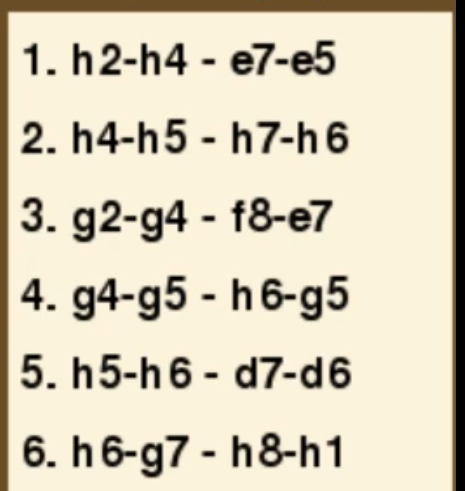 1. h2-h4 - e7-e5
2. h4-h5 - h7-h6
3. g2-g4 - f8-e7
4. g4-g5 - h6-g5
5. h5-h6 - d7-d6
6. h6-g7 - h8-h1